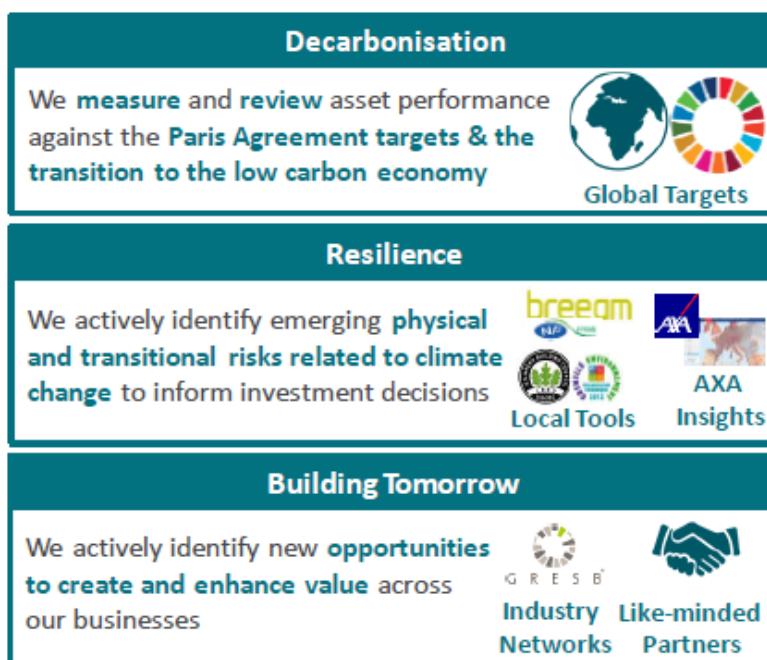 Decarbonisation
We measure and review asset performance
against the Paris Agreement targets & the
transition to the low carbon economy
Global Targets
Resilience
We actively identify emerging physical
and transitional risks related to climate
change to inform investment decisions
breeam
AXA
Local Tools
AXA
Insights
Building Tomorrow
We actively identify new opportunities
to create and enhance value across
our businesses
GRESB
Industry
Networks
Like-minded
Partners